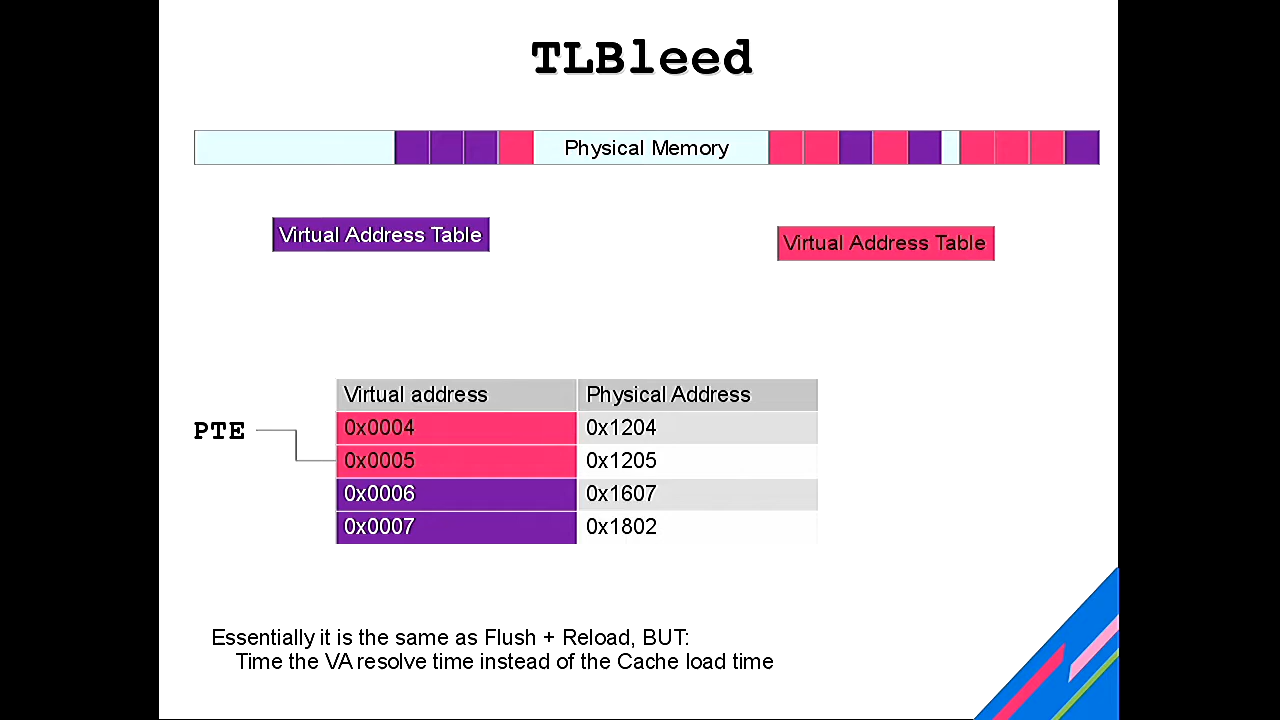 TLBleed
Physical Memory
Virtual Address Table
Virtual Address Table
Virtual address Physical Address
PTE
0x0004 0x1204
0x0005 0x1205
0x0006 0x1607
0x0007 0x1802
Essentially it is the same as Flush + Reload, BUT:
Time the VA resolve time instead of the Cache load time